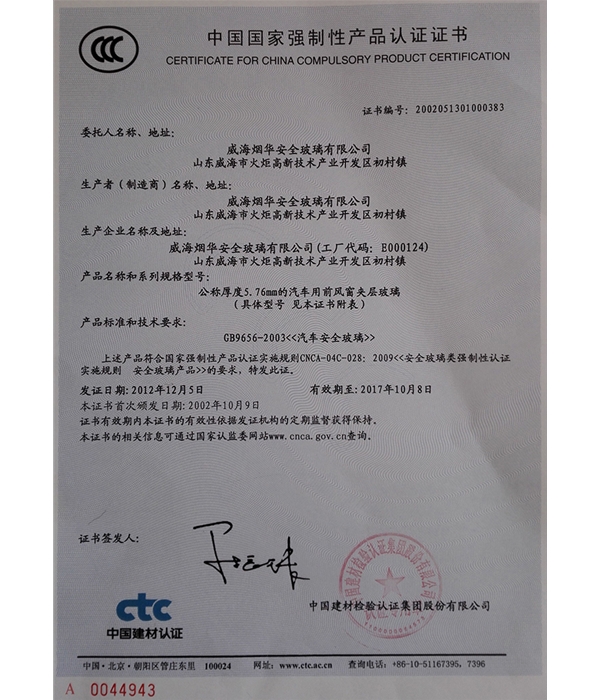 中国国家强制性产品认证证书
CERTIFICATE FOR CHINA COMPULSORY PRODUCT CERTIFICATION
证书编号：2002051301000383
委托人名称、地址：
威海烟华安全玻璃有限公司
山东威海市火炬高新技术产业开发区初村镇
生产者（制造商）名称、地址：
威海烟华安全玻璃有限公司
山东威海市火炬高新技术产业开发区初村镇
生产企业名称及地址：
威海烟华安全玻璃有限公司(工厂代码：E000124)
山东威海市火炬高新技术产业开发区初村镇
产品名称和系列规格型号：
公称厚度5.76mm的汽车用前风窗夹层玻璃
(具体型号 见本证书附表)
产品标准和技术要求：
GB9656-2003<<汽车安全玻璃>>
上述产品符合国家强制性产品认证实施规则CNCA-04C-028：2009<<安全玻璃类强制性认证
实施规则 安全玻璃产品>>的要求，特发此证。
发证日期：2012年12月5日 有效期至：2017年10月8日
本证书首次颁发日期：2002年10月9日
证书有效期内本证书的有效性依据发证机构的定期监督获得保持。
本证书的相关信息可通过国家认监委网站www.cnca.gov.cn查询。
证书签发人：
中国建材检验认证集团股份有限公司
ctc
中国建材认证
中国建材检验认证集团股份有限公司
中国·北京·朝阳区管庄东里 100024 网址：www.ctc.ac.cn 查询电话：+86-10-51167395，7396
A 0044943